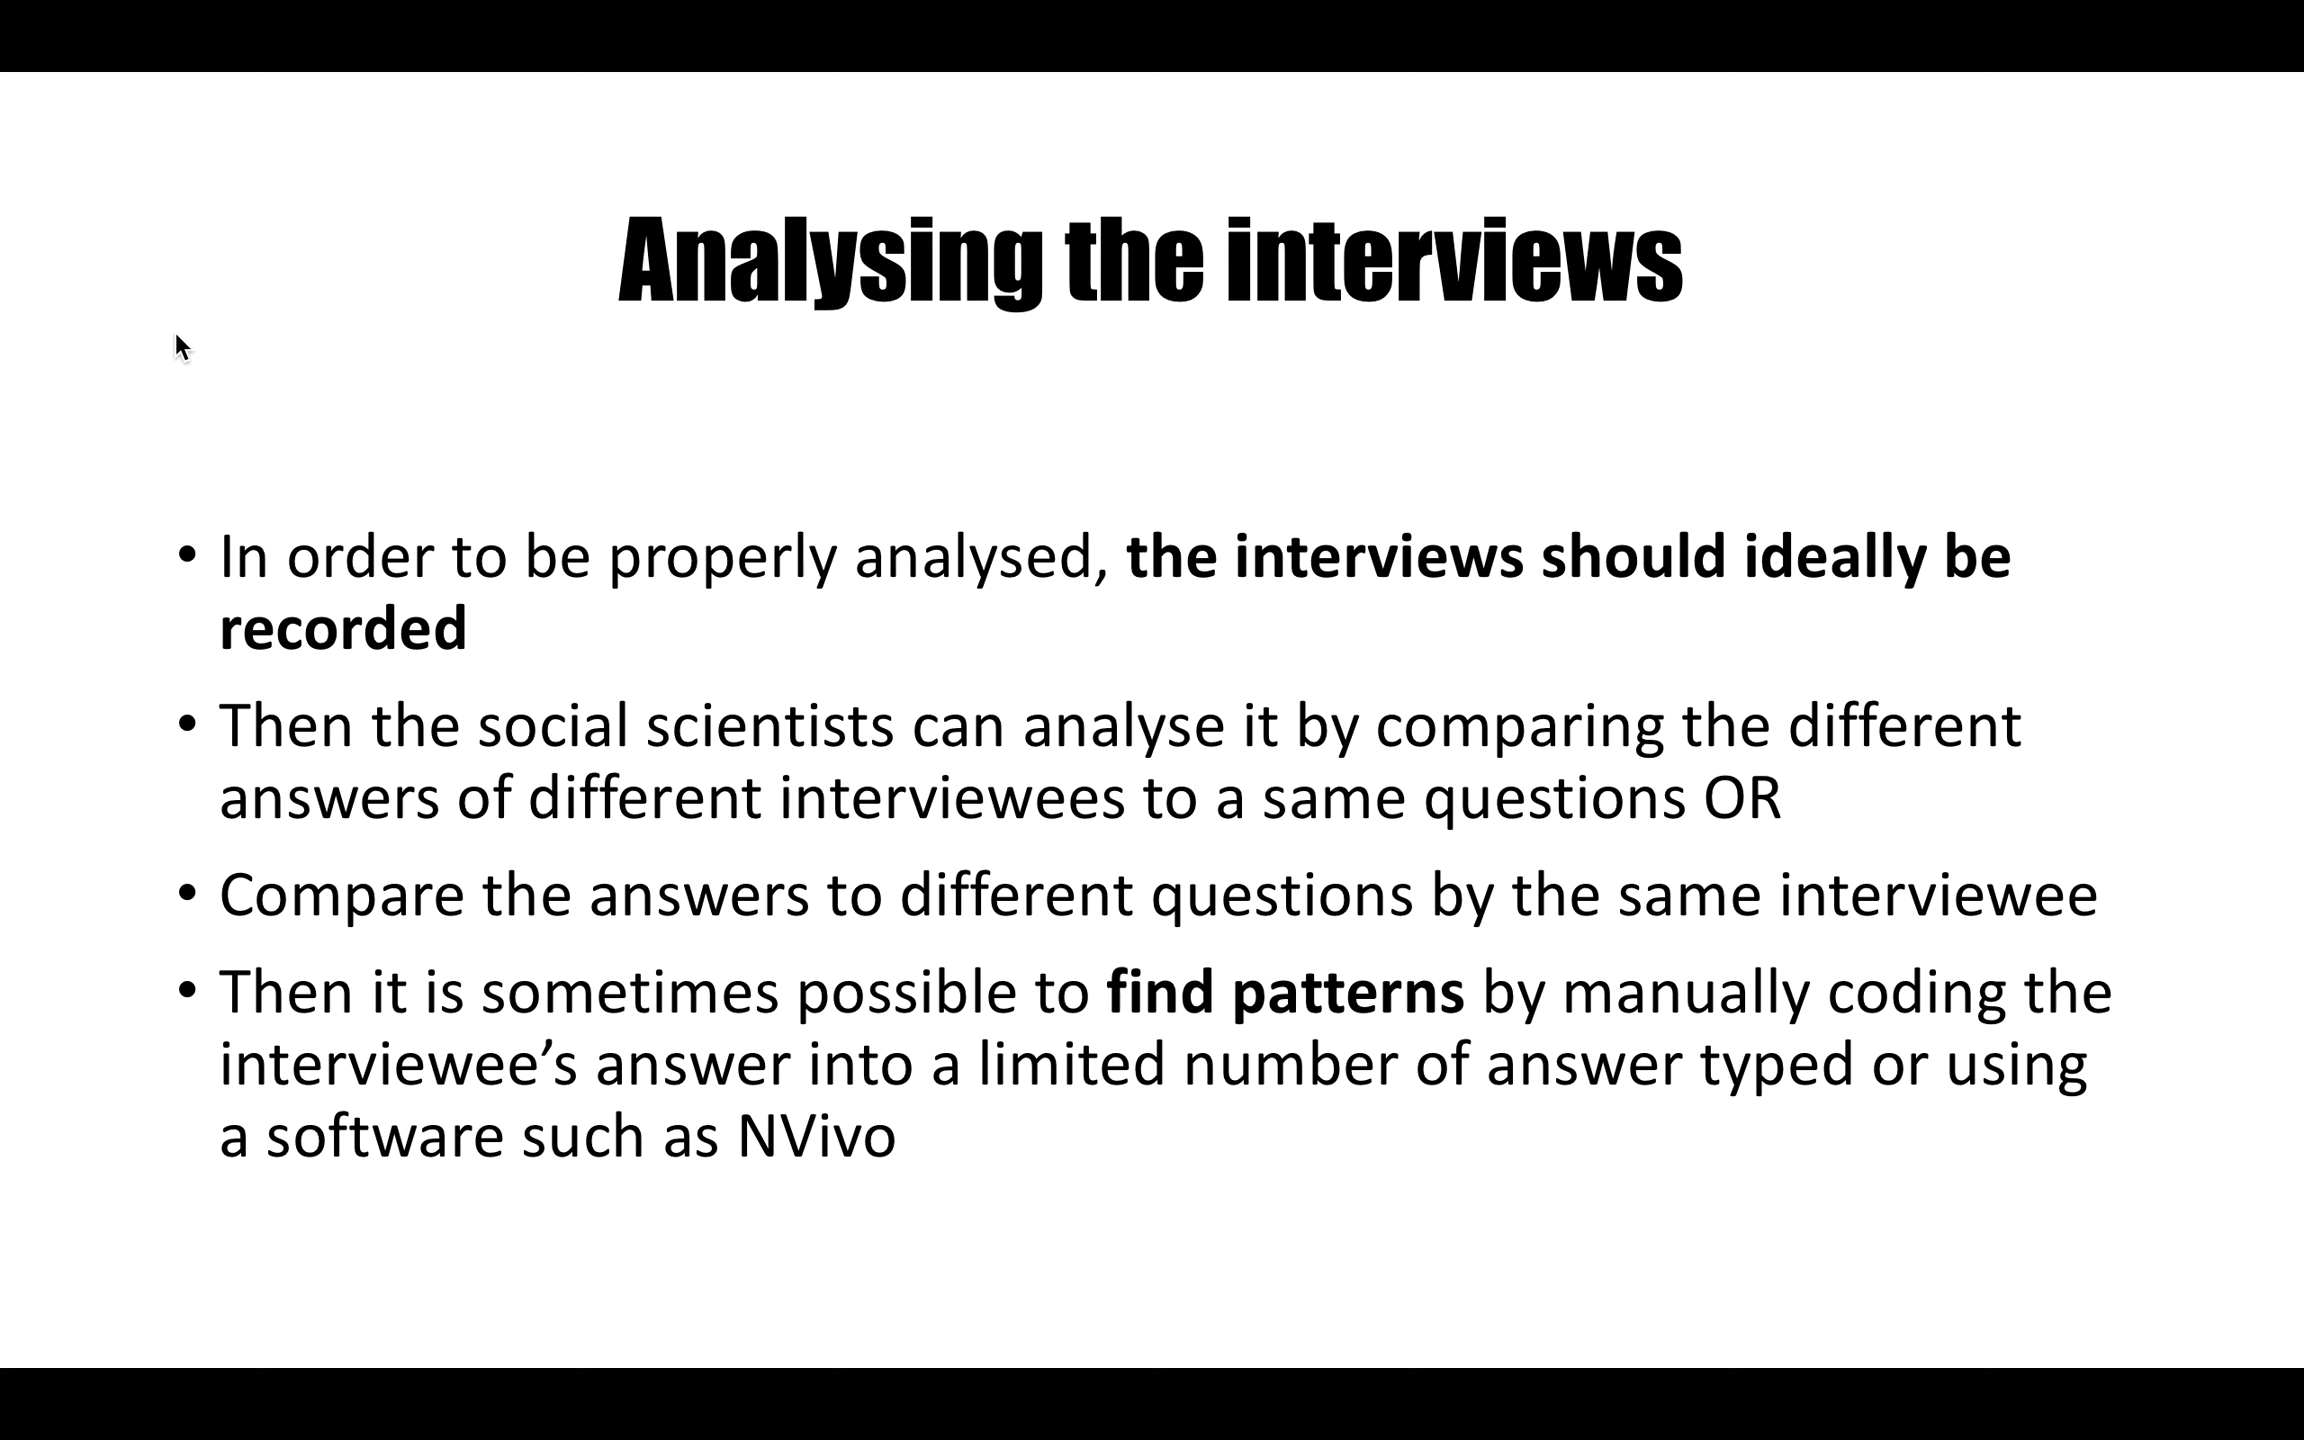 Analysing the interviews
• In order to be properly analysed, the interviews should ideally be
recorded
• Then the social scientists can analyse it by comparing the different
answers of different interviewees to a same questions OR
• Compare the answers to different questions by the same interviewee
• Then it is sometimes possible to find patterns by manually coding the
interviewee’s answer into a limited number of answer typed or using
a software such as NVivo